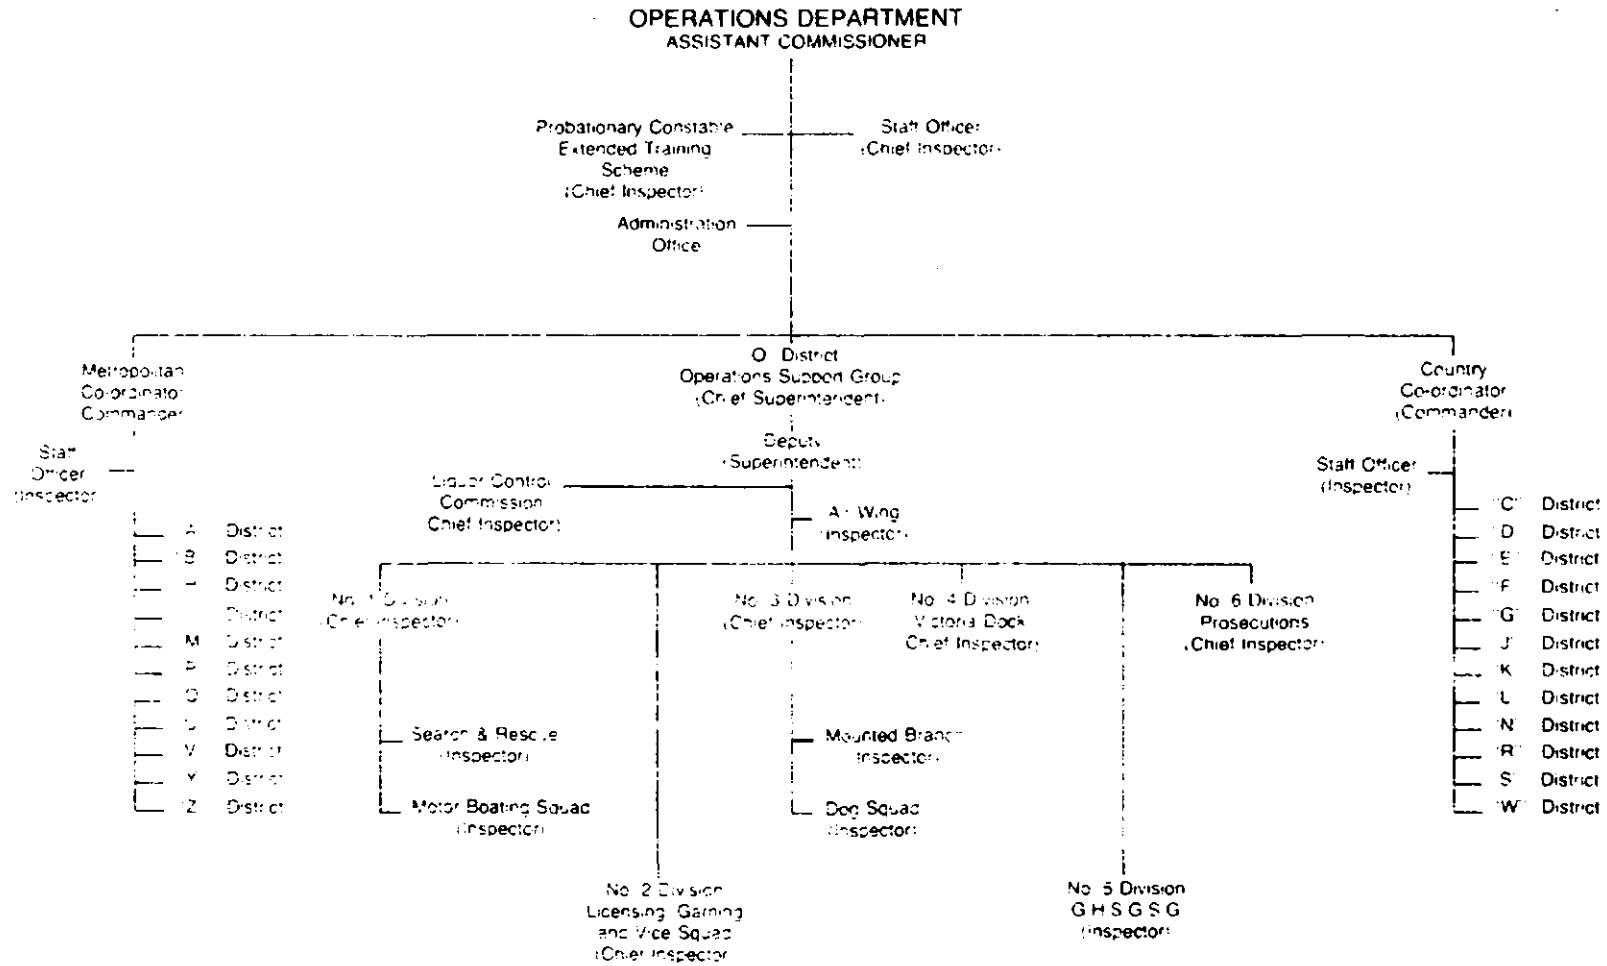 OPERATIONS DEPARTMENT
ASSISTANT COMMISSIONER
Probationary Constable
Extended Training
Scheme
(Chief Inspector)
Staff Officer
(Chief Inspector)
Administration
Office
Metropolitan
Co-ordinator
Commander
Staff
Officer
(Inspector
A District
B District
District
District
M District
P District
Q District
District
V District
Y District
Z District
O District
Operations Support Group
(Chief Superintendent)
Deputy
(Superintendent)
Liquor Control
Commission
Chief Inspector)
Air Wing
(Inspector)
No. 1 Division
(Chief Inspector)
Search & Rescue
(Inspector)
Motor Boating Squad
(Inspector)
No. 2 Division
Licensing, Gaming
and Vice Squad
(Chief Inspector
No. 3 Division
(Chief Inspector)
Mounted Branch
Inspector)
Dog Squad
(Inspector)
No. 4 Division
Victoria Dock
Chief Inspector)
No. 5 Division
G H S G S G
(Inspector)
No. 6 Division
Prosecutions
(Chief Inspector)
Country
Co-ordinator
(Commander)
Staff Officer
(Inspector)
"C" District
"D" District
"E" District
"F" District
"G" District
"J" District
"K" District
"L" District
"N" District
"R" District
"S" District
"W" District